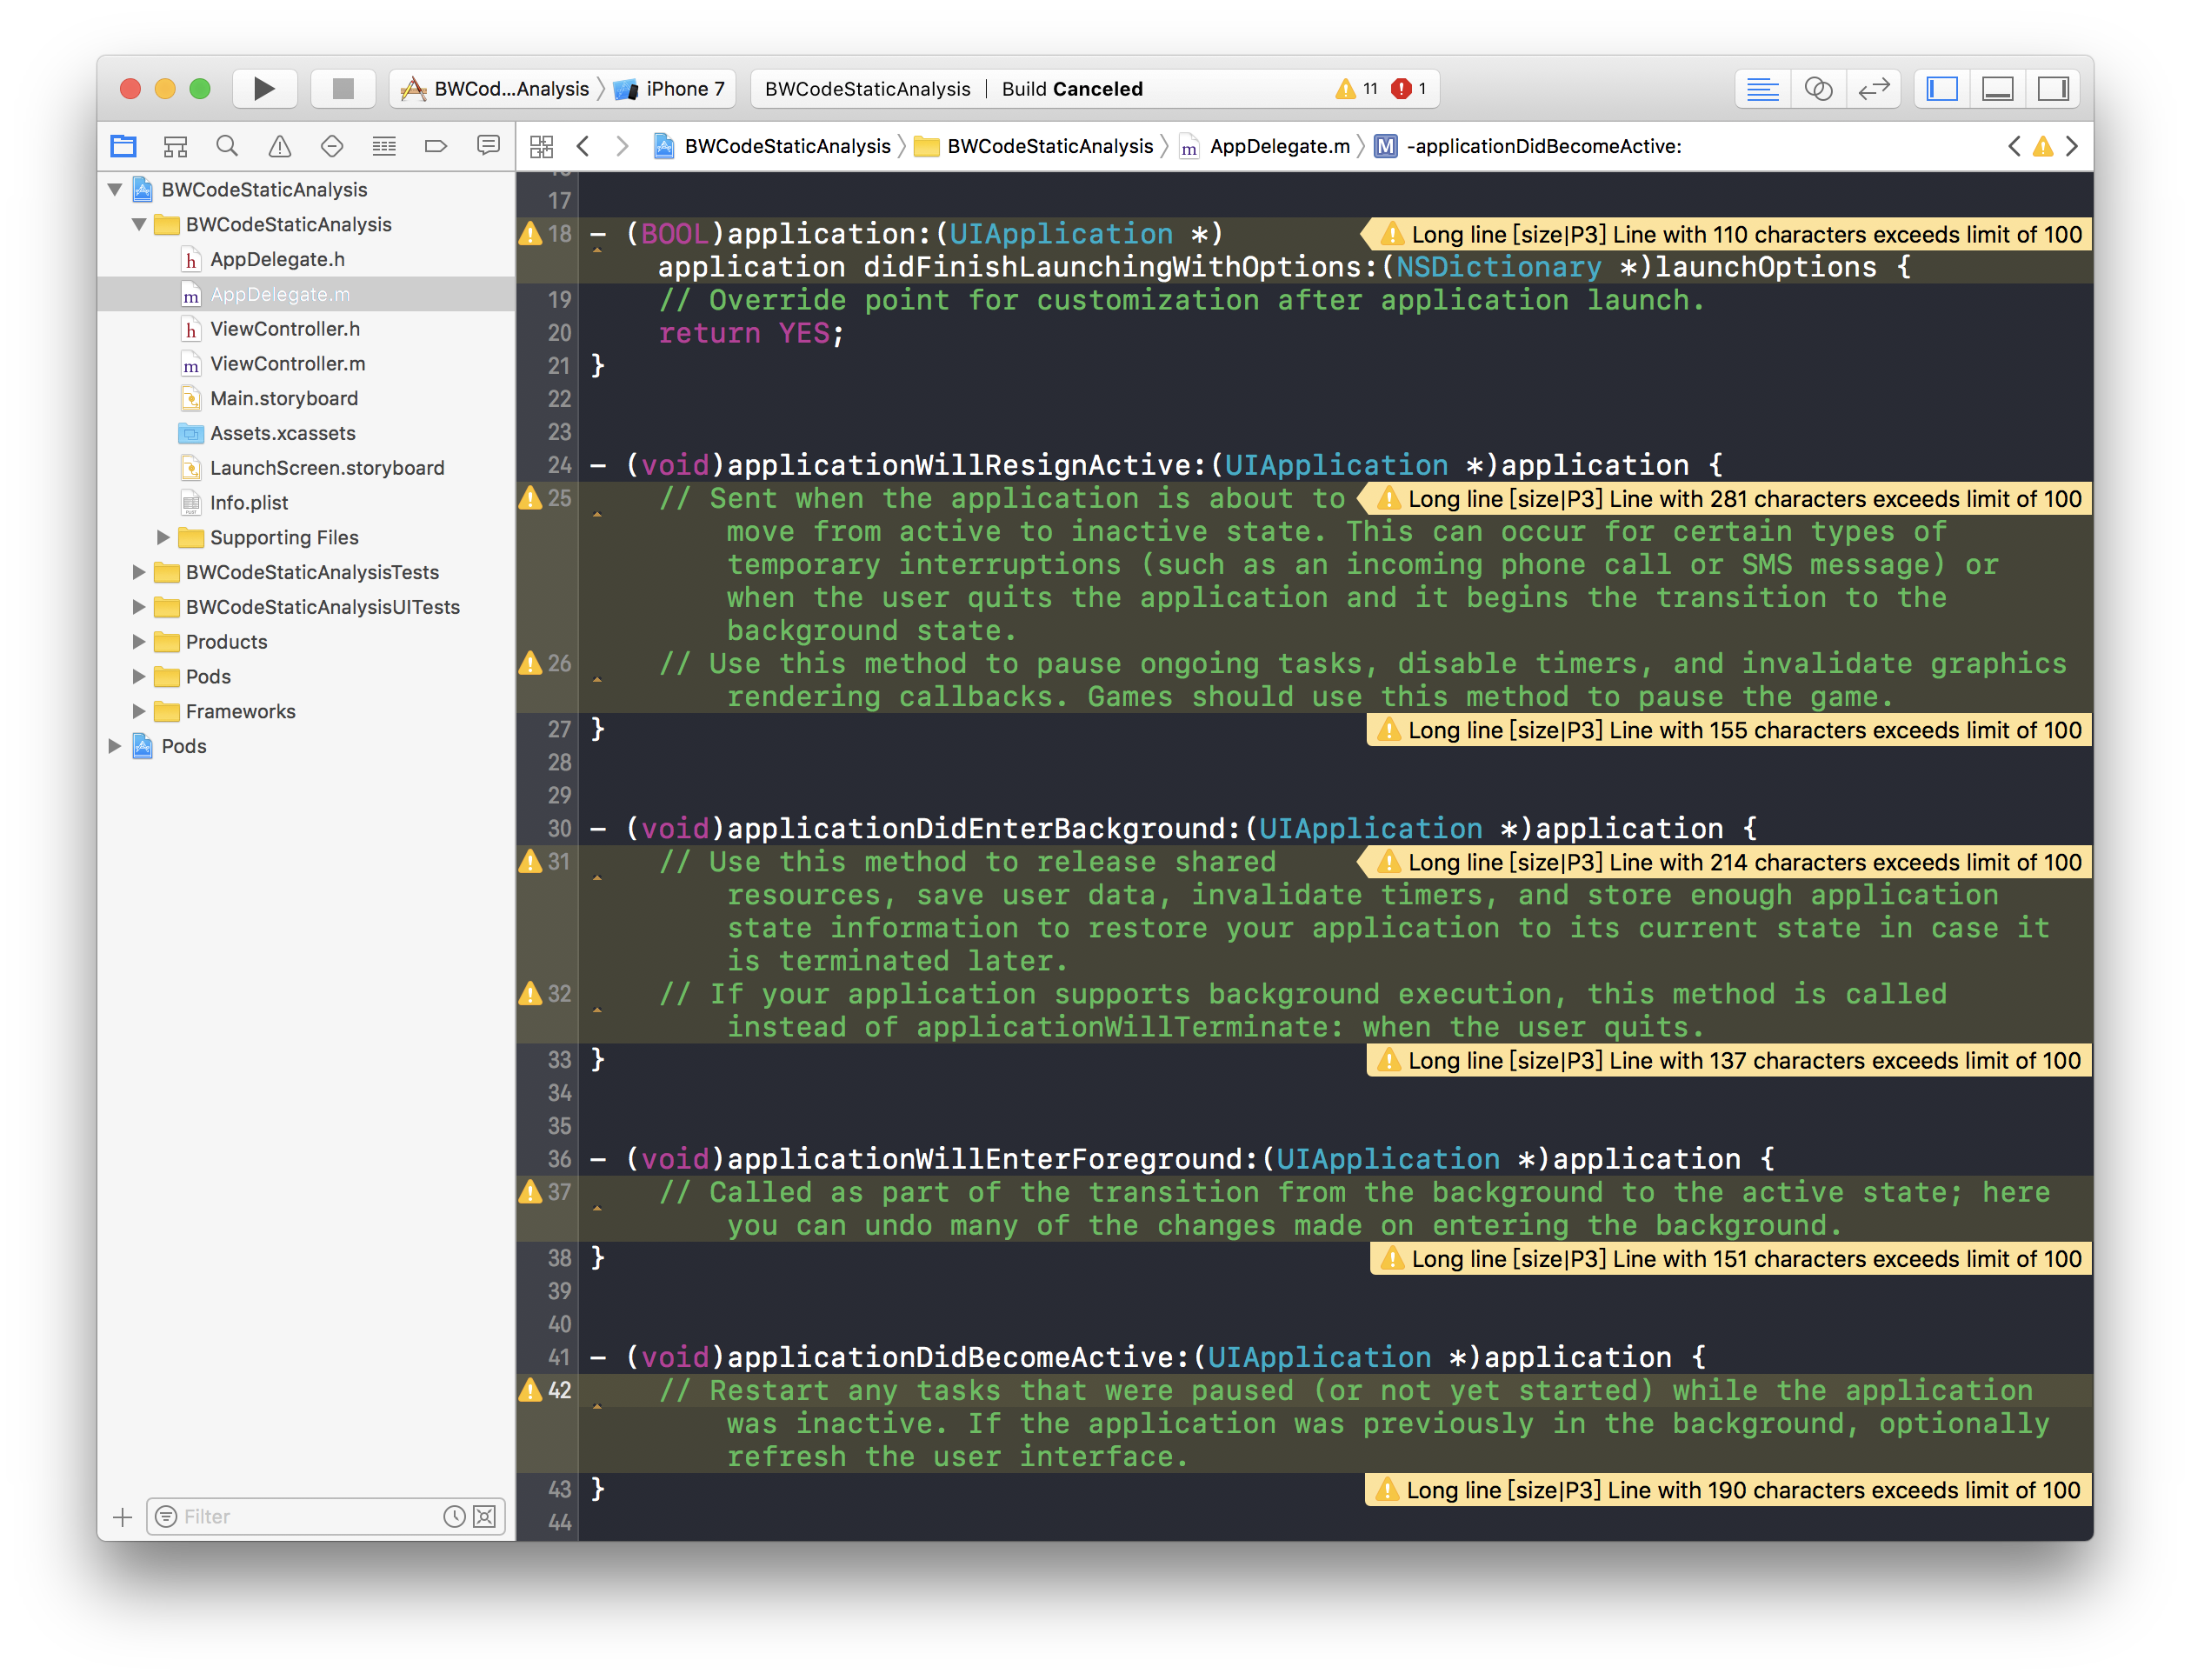 BWCod...Analysis iPhone 7
BWCodeStaticAnalysis | Build Canceled 11 1
BWCodeStaticAnalysis BWCodeStaticAnalysis AppDelegate.m M -applicationDidBecomeActive:
BWCodeStaticAnalysis
BWCodeStaticAnalysis
h AppDelegate.h
m AppDelegate.m
h ViewController.h
m ViewController.m
Main.storyboard
Assets.xcassets
LaunchScreen.storyboard
Info.plist
Supporting Files
BWCodeStaticAnalysisTests
BWCodeStaticAnalysisUITests
Products
Pods
Frameworks
Pods
Filter
17
18 - (BOOL)application:(UIApplication *) Long line [size|P3] Line with 110 characters exceeds limit of 100
application didFinishLaunchingWithOptions:(NSDictionary *)launchOptions {
19 // Override point for customization after application launch.
20 return YES;
21 }
22
23
24 - (void)applicationWillResignActive:(UIApplication *)application {
25 // Sent when the application is about to Long line [size|P3] Line with 281 characters exceeds limit of 100
move from active to inactive state. This can occur for certain types of
temporary interruptions (such as an incoming phone call or SMS message) or
when the user quits the application and it begins the transition to the
background state.
26 // Use this method to pause ongoing tasks, disable timers, and invalidate graphics
rendering callbacks. Games should use this method to pause the game.
27 } Long line [size|P3] Line with 155 characters exceeds limit of 100
28
29
30 - (void)applicationDidEnterBackground:(UIApplication *)application {
31 // Use this method to release shared Long line [size|P3] Line with 214 characters exceeds limit of 100
resources, save user data, invalidate timers, and store enough application
state information to restore your application to its current state in case it
is terminated later.
32 // If your application supports background execution, this method is called
instead of applicationWillTerminate: when the user quits.
33 } Long line [size|P3] Line with 137 characters exceeds limit of 100
34
35
36 - (void)applicationWillEnterForeground:(UIApplication *)application {
37 // Called as part of the transition from the background to the active state; here
you can undo many of the changes made on entering the background.
38 } Long line [size|P3] Line with 151 characters exceeds limit of 100
39
40
41 - (void)applicationDidBecomeActive:(UIApplication *)application {
42 // Restart any tasks that were paused (or not yet started) while the application
was inactive. If the application was previously in the background, optionally
refresh the user interface.
43 } Long line [size|P3] Line with 190 characters exceeds limit of 100
44